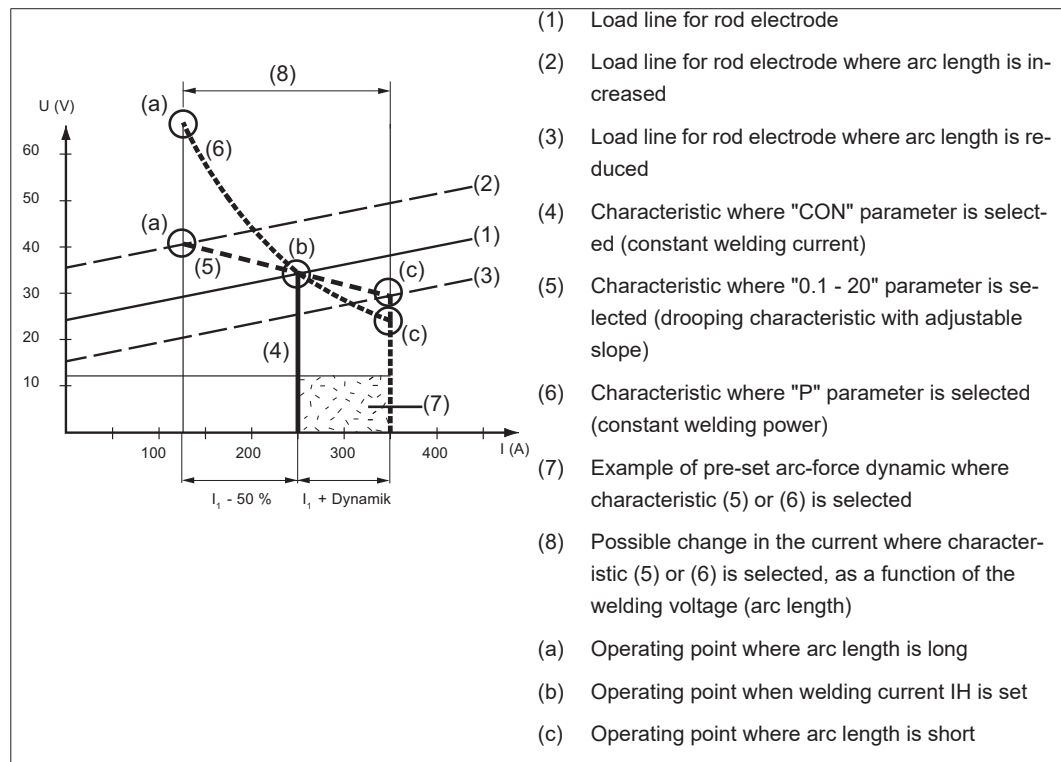 (8)
(a)
U (V)
60
(6)
50
(2)
(a)
40
(b)
(1)
(5)
(c)
30
(3)
20
(c)
(4)
10
(7)
100
200
300
400
I (A)
I₁ - 50 %
I₁ + Dynamik
(1) Load line for rod electrode
(2) Load line for rod electrode where arc length is in-
creased
(3) Load line for rod electrode where arc length is re-
duced
(4) Characteristic where "CON" parameter is select-
ed (constant welding current)
(5) Characteristic where "0.1 - 20" parameter is se-
lected (drooping characteristic with adjustable
slope)
(6) Characteristic where "P" parameter is selected
(constant welding power)
(7) Example of pre-set arc-force dynamic where
characteristic (5) or (6) is selected
(8) Possible change in the current where character-
istic (5) or (6) is selected, as a function of the
welding voltage (arc length)
(a) Operating point where arc length is long
(b) Operating point when welding current IH is set
(c) Operating point where arc length is short